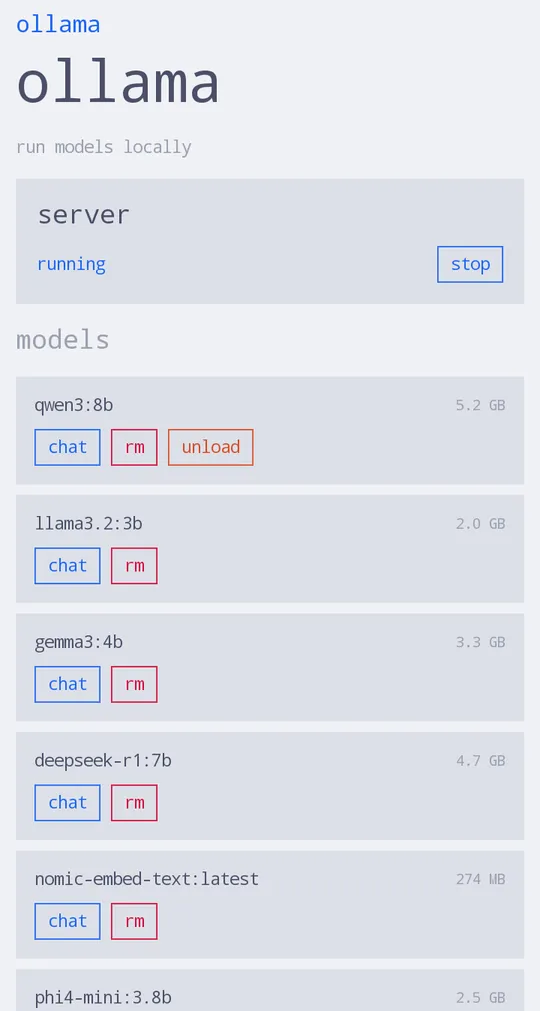 ollama
ollama
run models locally
server
running stop
models
qwen3:8b 5.2 GB
chat rm unload
llama3.2:3b 2.0 GB
chat rm
gemma3:4b 3.3 GB
chat rm
deepseek-r1:7b 4.7 GB
chat rm
nomic-embed-text:latest 274 MB
chat rm
phi4-mini:3.8b 2.5 GB